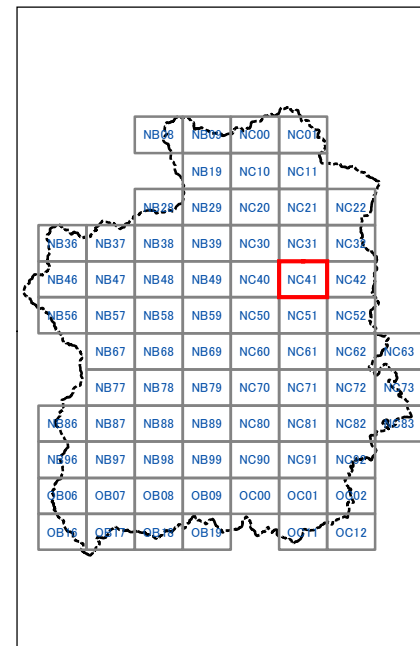 NB08 NB09 NC00 NC01
NB19 NC10 NC11
NB28 NB29 NC20 NC21 NC22
NB36 NB37 NB38 NB39 NC30 NC31 NC32
NB46 NB47 NB48 NB49 NC40 NC41 NC42
NB56 NB57 NB58 NB59 NC50 NC51 NC52
NB67 NB68 NB69 NC60 NC61 NC62 NC63
NB77 NB78 NB79 NC70 NC71 NC72 NC73
NB86 NB87 NB88 NB89 NC80 NC81 NC82 NC83
NB96 NB97 NB98 NB99 NC90 NC91 NC92
OB06 OB07 OB08 OB09 OC00 OC01 OC02
OB16 OB17 OB18 OB19 OC11 OC12